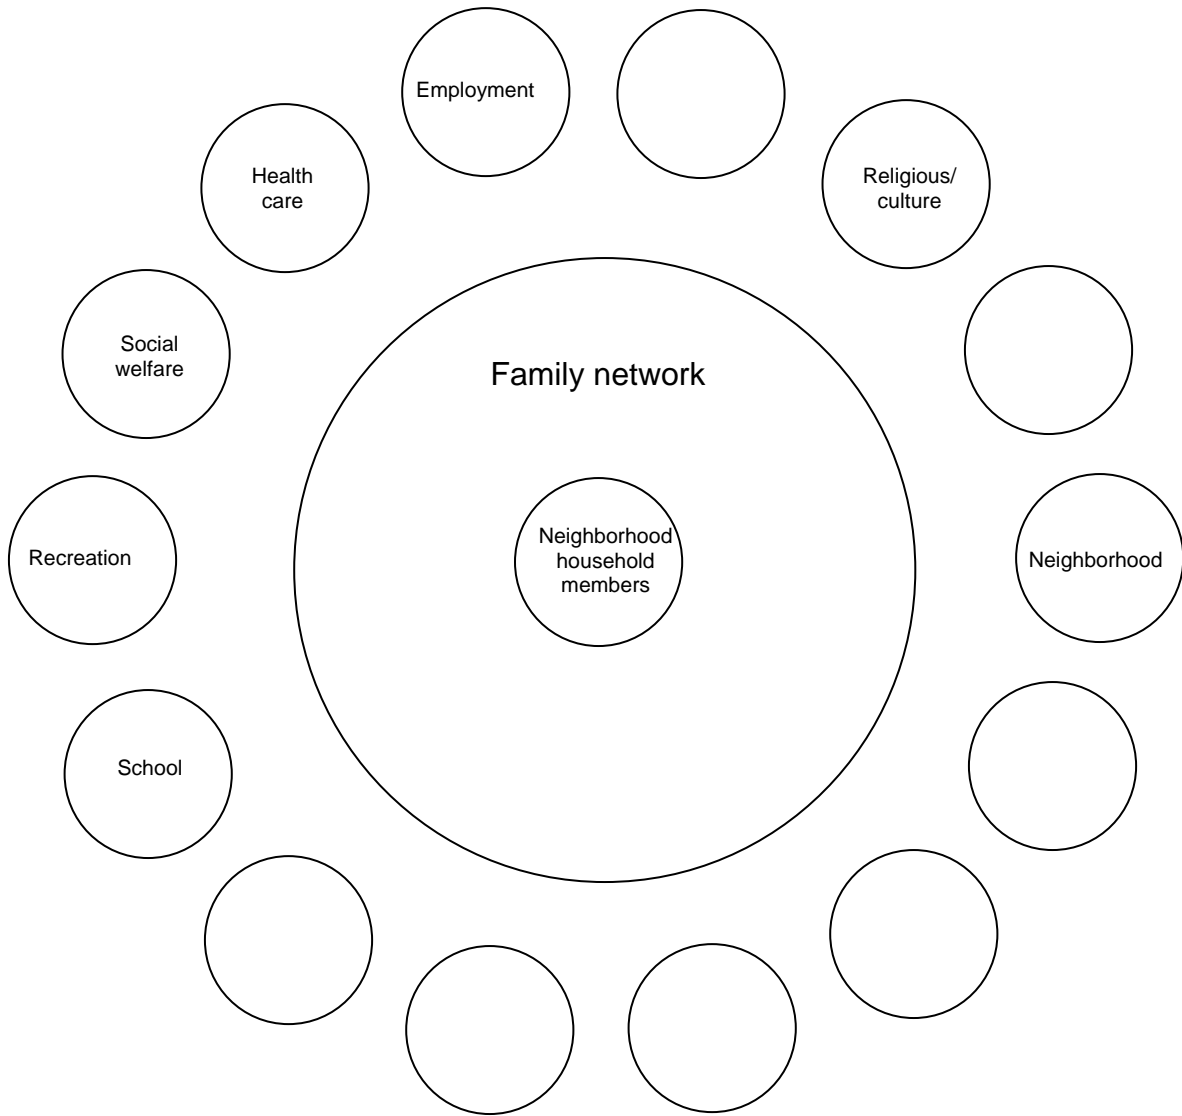 Employment
Health
care
Religious/
culture
Social
welfare
Family network
Recreation
Neighborhood
household
members
Neighborhood
School